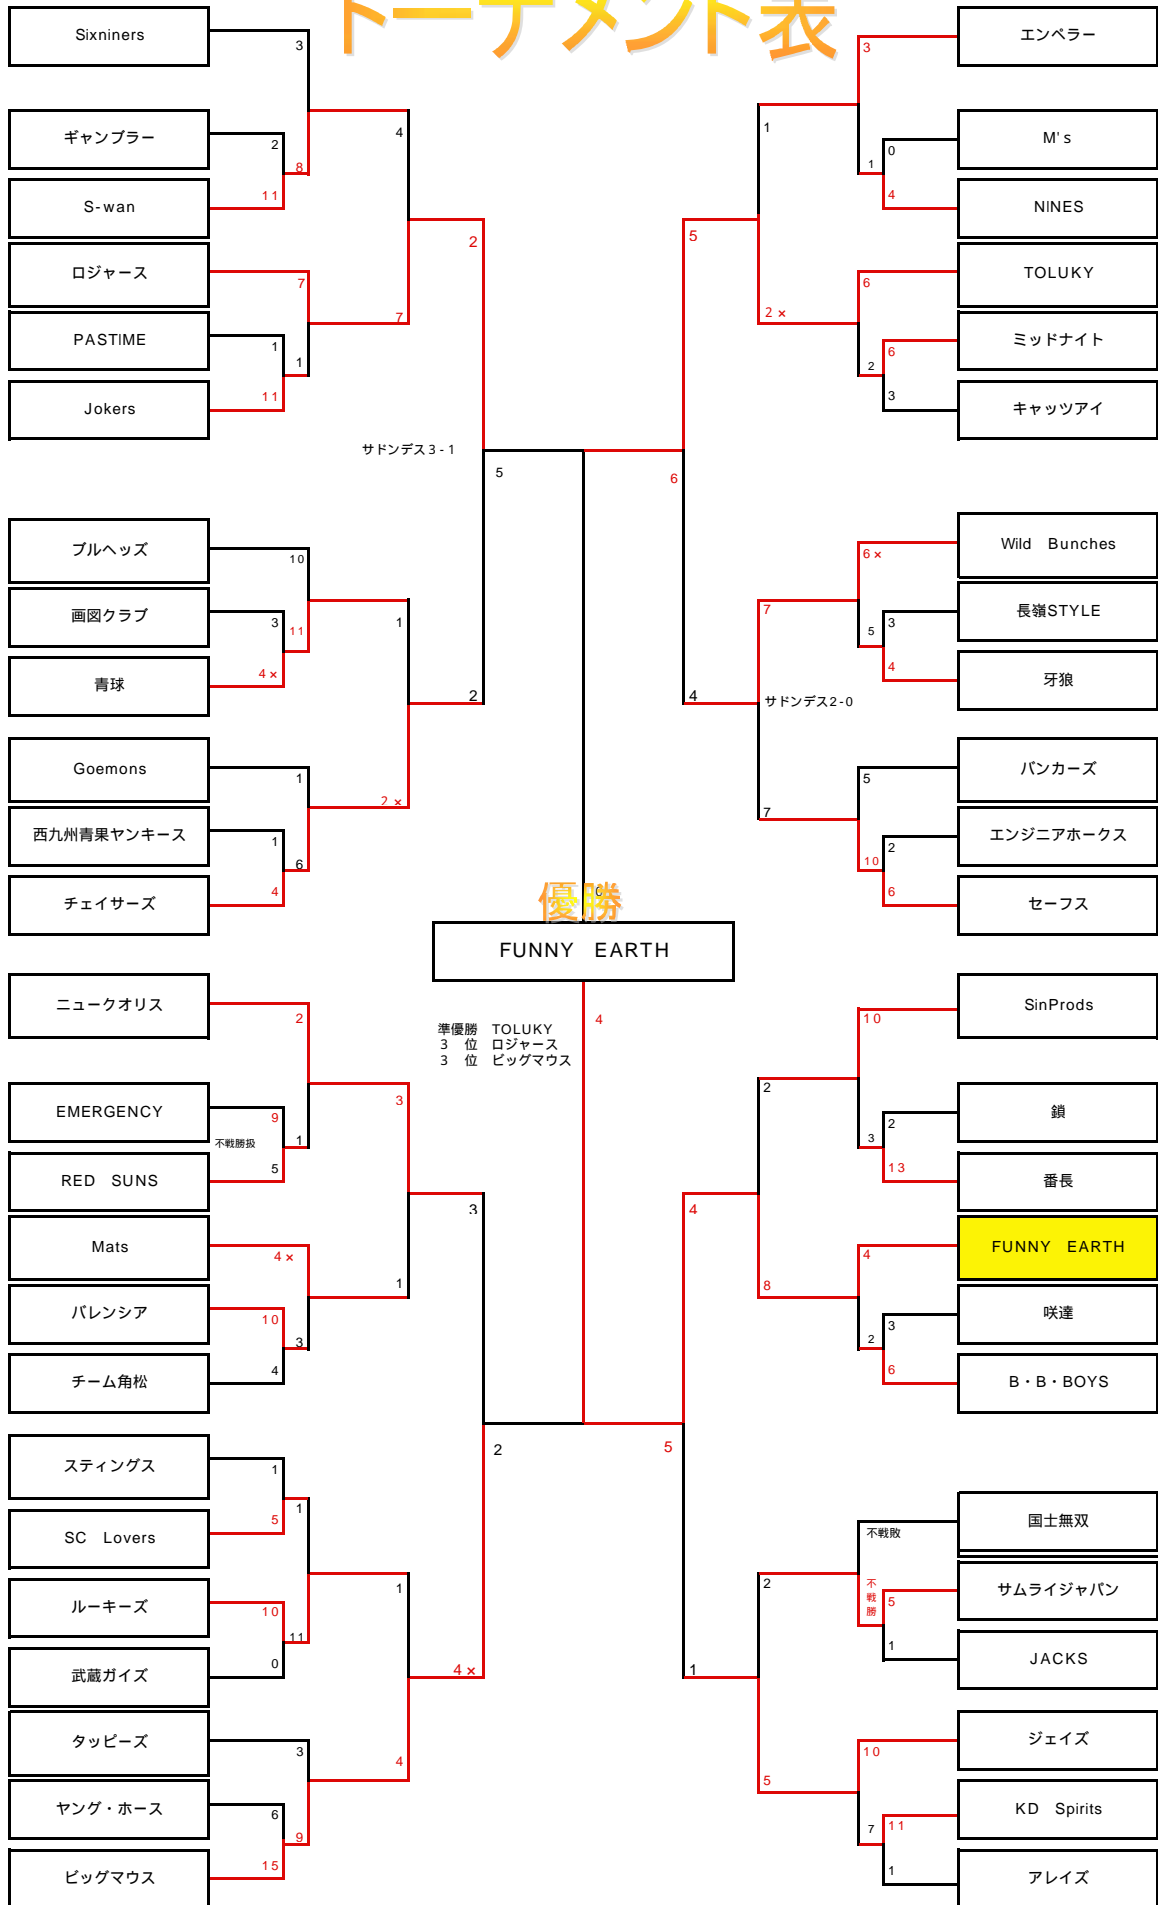 トーナメント表
Sixniners
3
ギャンブラー
2
8
S-wan
11
4
ロジャース
7
PASTIME
1
1
Jokers
11
7
2
サドンデス3-1
5
ブルヘッズ
10
画図クラブ
3
11
青球
4×
1
2
Goemons
1
西九州青果ヤンキース
1
6
チェイサーズ
4
2×
ニュークオリス
2
EMERGENCY
9
不戦勝扱
1
RED SUNS
5
3
Mats
4×
バレンシア
10
3
チーム角松
4
1
3
スティングス
1
1
SC Lovers
5
ルーキーズ
10
11
武蔵ガイズ
0
1
4×
タッピーズ
3
ヤング・ホース
6
9
ビッグマウス
15
4
2
優勝
0
FUNNY EARTH
4
準優勝 TOLUKY
3 位 ロジャース
3 位 ビッグマウス
エンペラー
3
M's
0
1
NINES
4
1
5
TOLUKY
6
ミッドナイト
6
2
キャッツアイ
3
2×
6
Wild Bunches
6×
長嶺STYLE
3
5
牙狼
4
7
4
サドンデス2-0
バンカーズ
5
エンジニアホークス
2
10
セーフス
6
7
SinProds
10
鎖
2
3
番長
13
2
4
FUNNY EARTH
4
咲達
3
2
B・B・BOYS
6
8
5
国士無双
不戦敗
サムライジャパン
5
不戦勝
JACKS
1
2
1
ジェイズ
10
KD Spirits
11
7
アレイズ
1
5